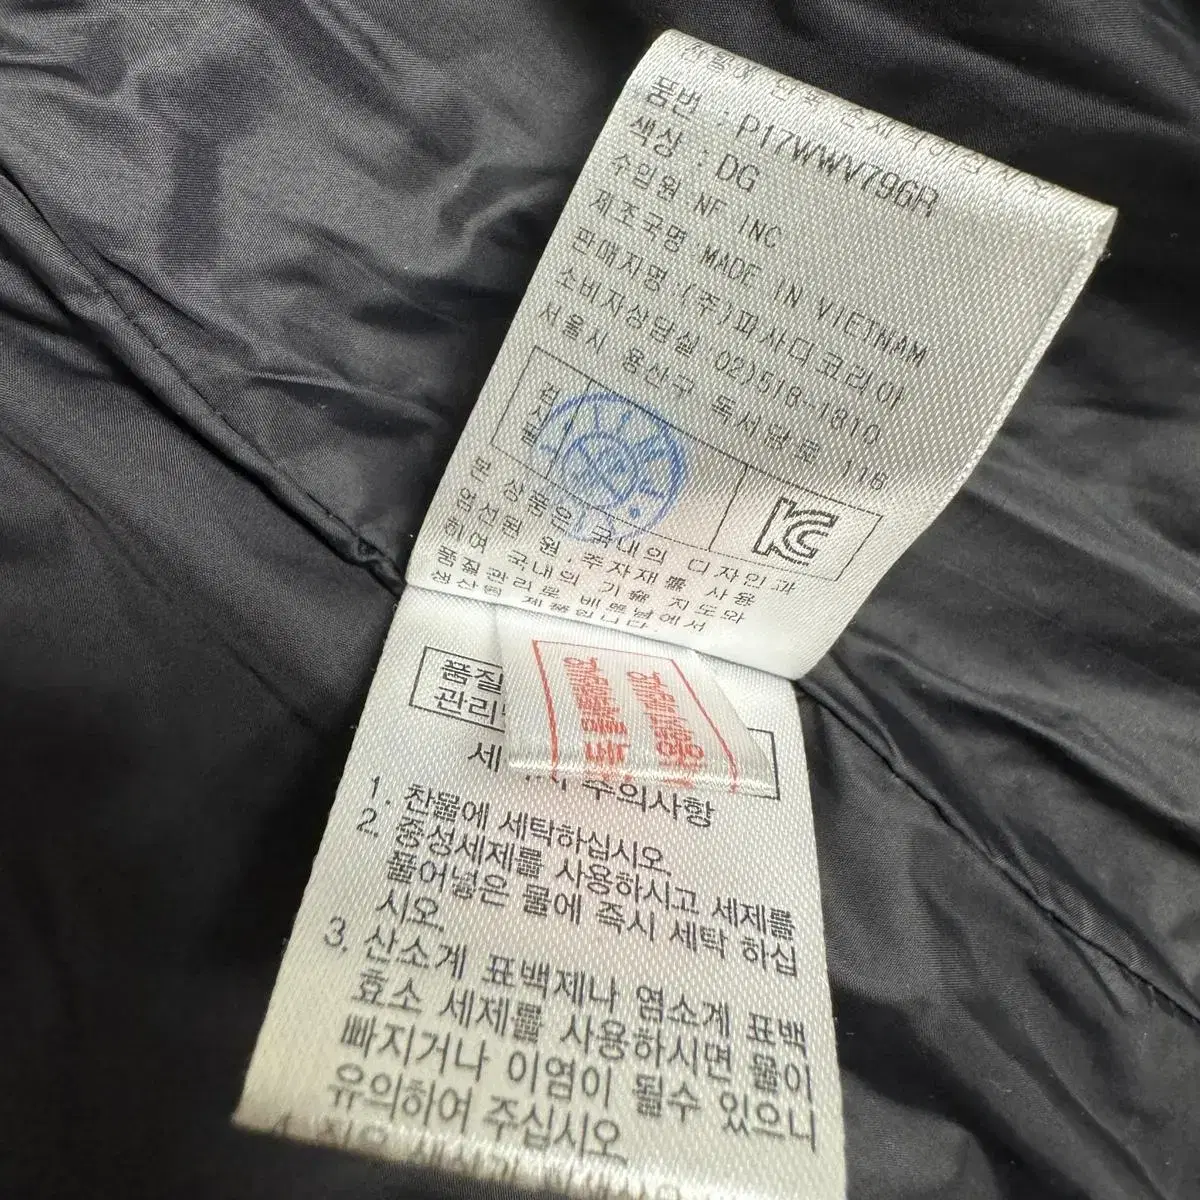 품번 : P17WWV796R
색상 : DG
수입원 NF INC
제조국명 MADE IN VIETNAM
판매자명 : (주)파사디코리아
소비자상담실 02)518-1810
서울시 용산구 독서당로 116
본 상품은 국내의 디자인과
엄선된 원,부자재를 사용
하여 국내의 기술 지도와
품질관리로 베트남에서
생산된 제품입니다.
품질
관리
주의사항
1. 찬물에 세탁하십시오
2. 중성세제를 사용하시고 세제를
풀어넣은 물에 즉시 세탁 하십
시오.
3. 산소계 표백제나 염소계 표백
효소 세제를 사용하시면 물이
빠지거나 이염이 될수 있으니
유의하여 주십시오